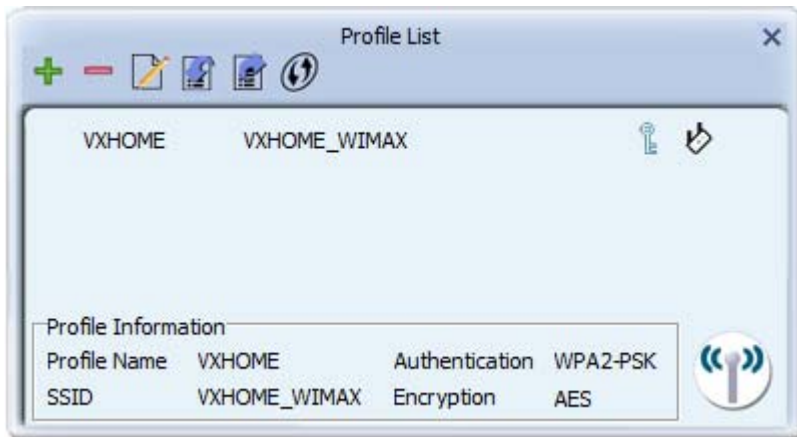 Profile List
VXHOME VXHOME_WIMAX
Profile Information
Profile Name VXHOME Authentication WPA2-PSK
SSID VXHOME_WIMAX Encryption AES